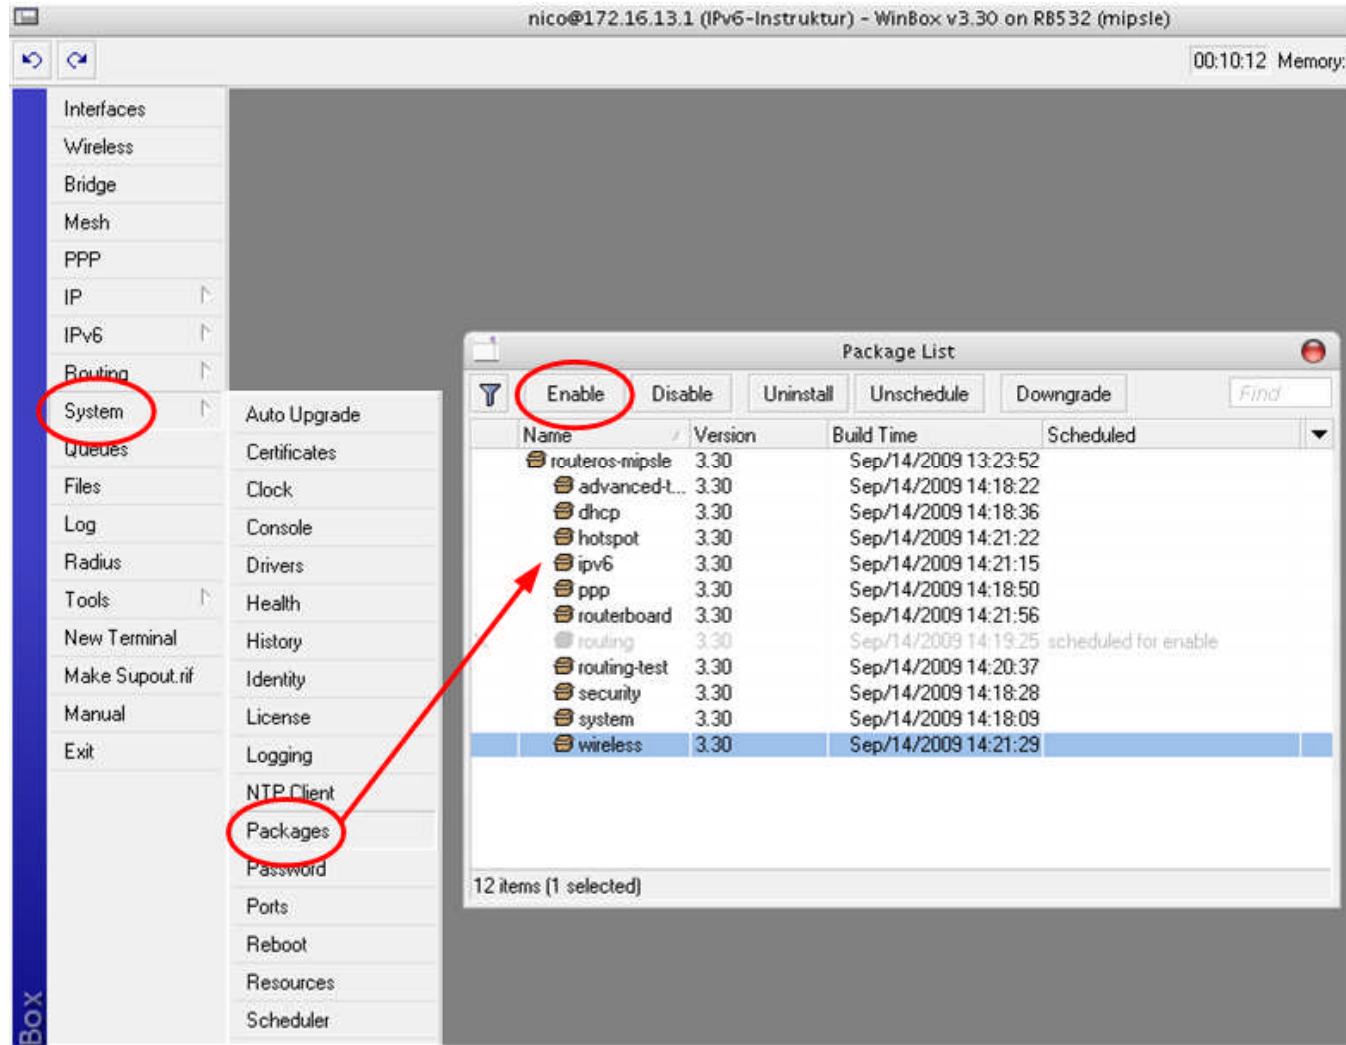 nico@172.16.13.1 (IPv6-Instruktur) - WinBox v3.30 on RB532 (mipsle)
00:10:12 Memory:
Interfaces
Wireless
Bridge
Mesh
PPP
IP
IPv6
Routing
System
Queues
Files
Log
Radius
Tools
New Terminal
Make Supout.rif
Manual
Exit
Box
Auto Upgrade
Certificates
Clock
Console
Drivers
Health
History
Identity
License
Logging
NTP Client
Packages
Password
Ports
Reboot
Resources
Scheduler
Package List
Enable Disable Uninstall Unschedule Downgrade Find
Name Version Build Time Scheduled
routeros-mipsle 3.30 Sep/14/2009 13:23:52
advanced-t... 3.30 Sep/14/2009 14:18:22
dhcp 3.30 Sep/14/2009 14:18:36
hotspot 3.30 Sep/14/2009 14:21:22
ipv6 3.30 Sep/14/2009 14:21:15
ppp 3.30 Sep/14/2009 14:18:50
routerboard 3.30 Sep/14/2009 14:21:56
X routing 3.30 Sep/14/2009 14:19:25 scheduled for enable
routing-test 3.30 Sep/14/2009 14:20:37
security 3.30 Sep/14/2009 14:18:28
system 3.30 Sep/14/2009 14:18:09
wireless 3.30 Sep/14/2009 14:21:29
12 items (1 selected)